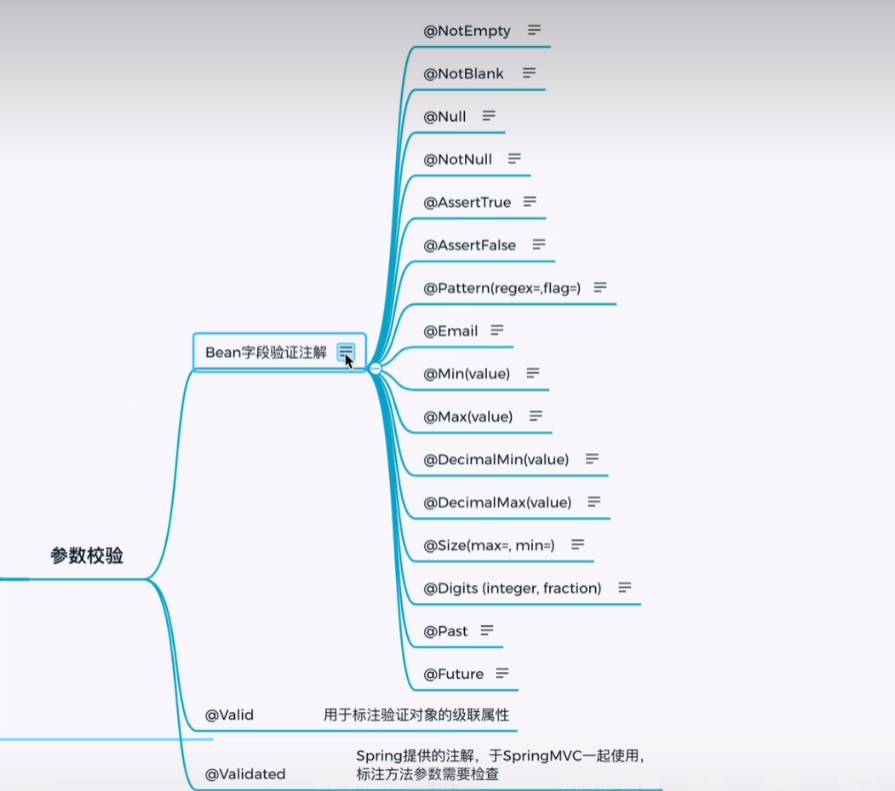 @NotEmpty
@NotBlank
@Null
@NotNull
@AssertTrue
@AssertFalse
@Pattern(regex=,flag=)
@Email
Bean字段验证注解
@Min(value)
@Max(value)
@DecimalMin(value)
@DecimalMax(value)
@Size(max=, min=)
参数校验
@Digits (integer, fraction)
@Past
@Future
@Valid 用于标注验证对象的级联属性
@Validated
Spring提供的注解，于SpringMVC一起使用，
标注方法参数需要检查